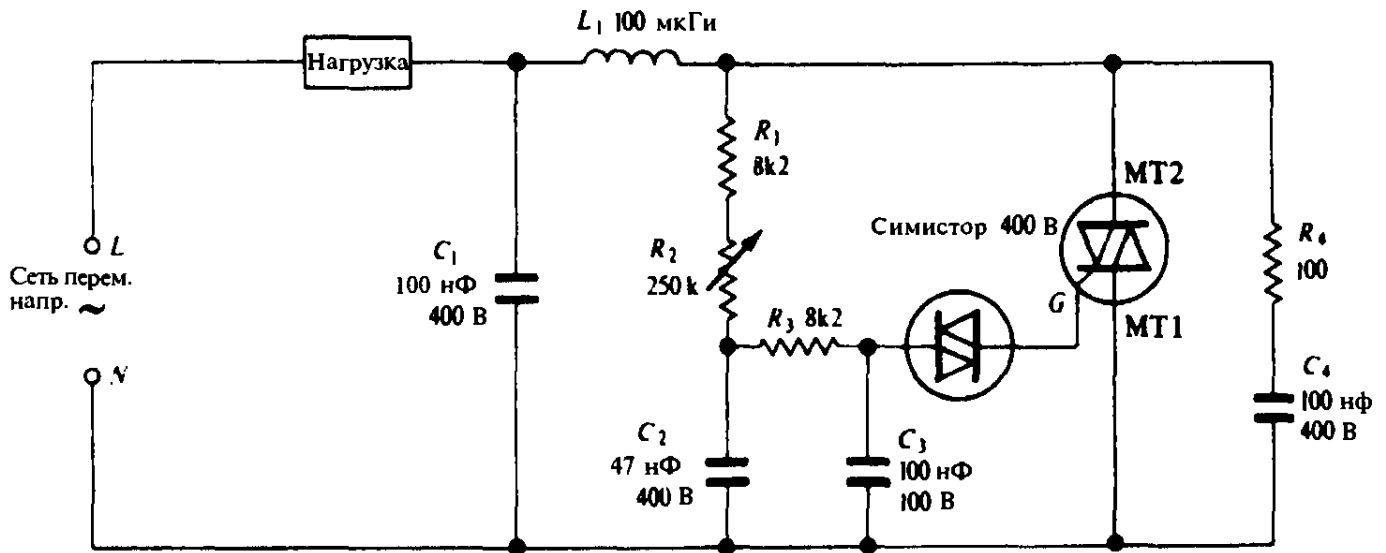 L₁ 100 мкГи
Нагрузка
R₁
8k2
MT2
Симистор 400 В
L
Сеть перем.
напр. ~
N
C₁
100 нФ
400 В
R₂
250 k
R₃ 8k2
G
MT1
R₄
100
C₂
47 нФ
400 В
C₃
100 нФ
100 В
C₄
100 нф
400 В